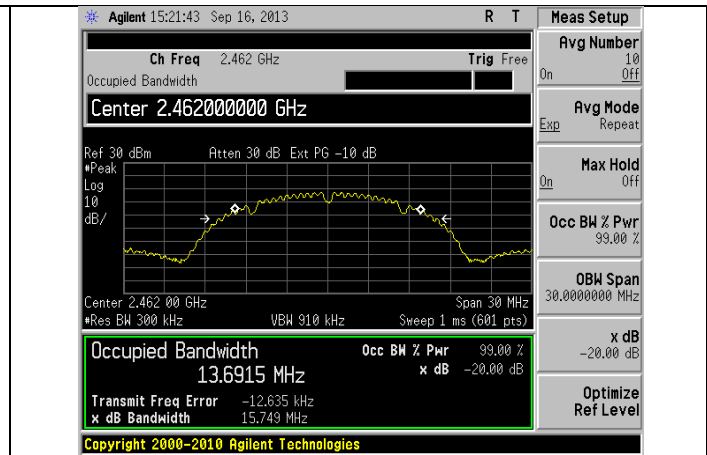 Agilent 15:21:43 Sep 16, 2013 R T
Ch Freq 2.462 GHz Trig Free
Occupied Bandwidth
Center 2.462000000 GHz
Ref 30 dBm Atten 30 dB Ext PG -10 dB
#Peak
Log
10
dB/
Center 2.462 00 GHz Span 30 MHz
#Res BW 300 kHz VBW 910 kHz Sweep 1 ms (601 pts)
Occupied Bandwidth Occ BW % Pwr 99.00 %
13.6915 MHz x dB -20.00 dB
Transmit Freq Error -12.635 kHz
x dB Bandwidth 15.749 MHz
Copyright 2000-2010 Agilent Technologies
Meas Setup
Avg Number
10
On Off
Avg Mode
Exp Repeat
Max Hold
On Off
Occ BW % Pwr
99.00 %
OBW Span
30.0000000 MHz
x dB
-20.00 dB
Optimize
Ref Level